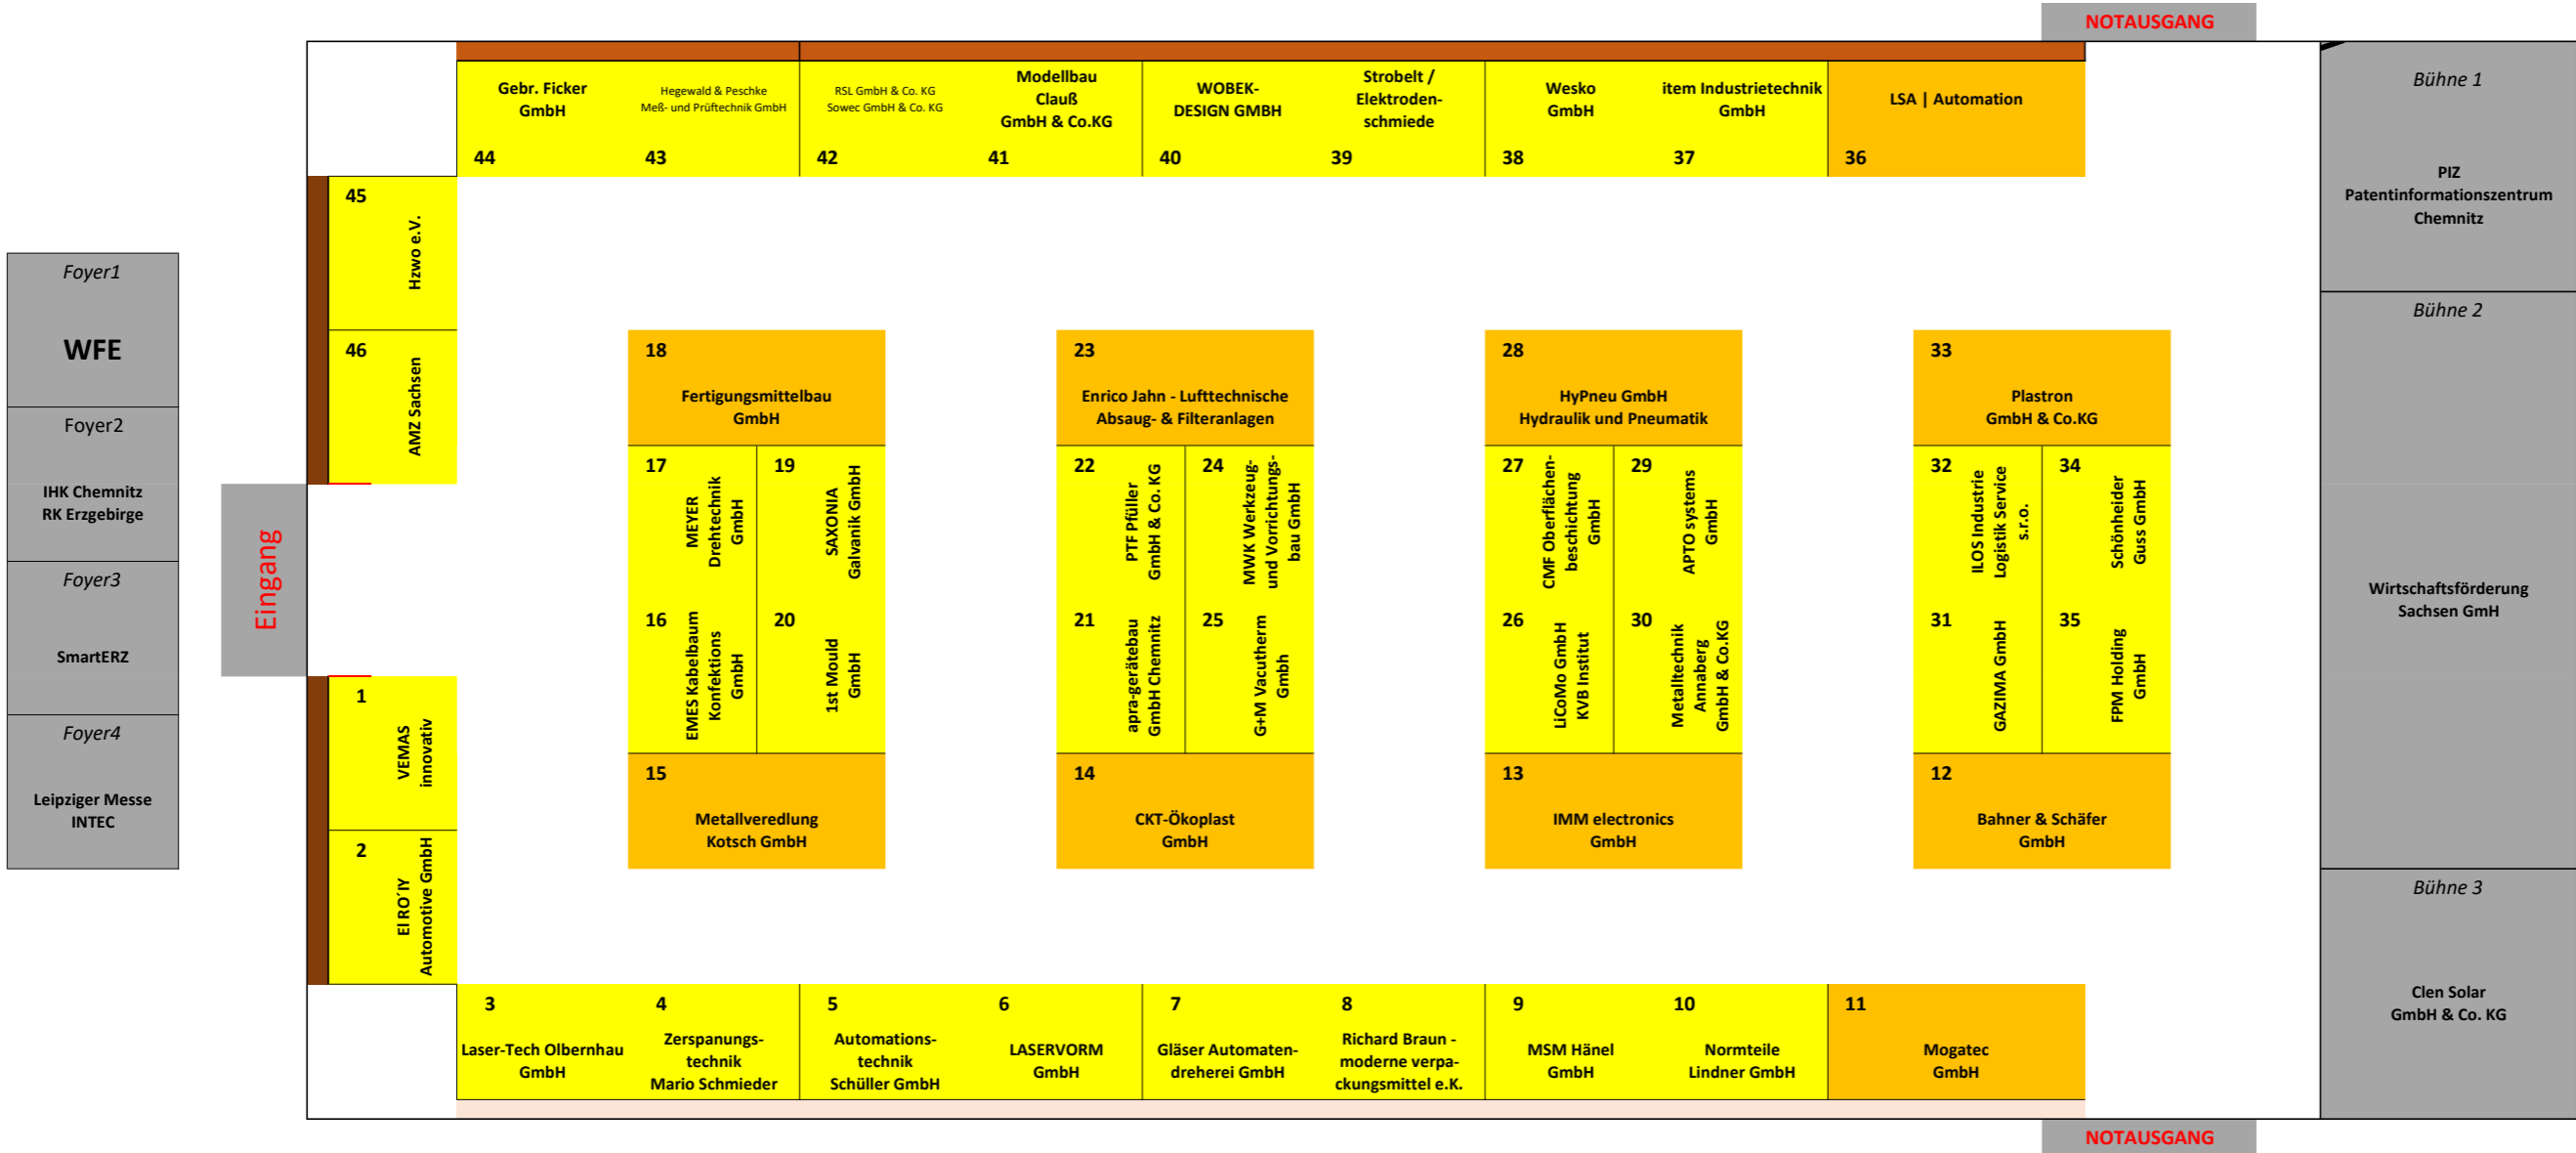 NOTAUSGANG
Gebr. Ficker
GmbH
44
Hegewald & Peschke
Meß- und Prüftechnik GmbH
43
RSL GmbH & Co. KG
Sowec GmbH & Co. KG
42
Modellbau
Clauß
GmbH & Co.KG
41
WOBEK-
DESIGN GMBH
40
Strobelt /
Elektroden-
schmiede
39
Wesko
GmbH
38
item Industrietechnik
GmbH
37
LSA | Automation
36
Bühne 1
PIZ
Patentinformationszentrum
Chemnitz
Bühne 2
Wirtschaftsförderung
Sachsen GmH
Bühne 3
Clen Solar
GmbH & Co. KG
Foyer1
WFE
Foyer2
IHK Chemnitz
RK Erzgebirge
Foyer3
SmartERZ
Foyer4
Leipziger Messe
INTEC
Eingang
45
Hzwo e.V.
46
AMZ Sachsen
1
VEMAS
innovativ
2
EI RO´IY
Automotive GmbH
18
Fertigungsmittelbau
GmbH
17
MEYER
Drehtechnik
GmbH
19
SAXONIA
Galvanik GmbH
16
EMES Kabelbaum
Konfektions
GmbH
20
1st Mould
GmbH
15
Metallveredlung
Kotsch GmbH
23
Enrico Jahn - Lufttechnische
Absaug- & Filteranlagen
22
PTF Pfüller
GmbH & Co. KG
24
MWK Werkzeug-
und Vorrichtungs-
bau GmbH
21
apra-gerätebau
GmbH Chemnitz
25
G+M Vacutherm
Gmbh
14
CKT-Ökoplast
GmbH
28
HyPneu GmbH
Hydraulik und Pneumatik
27
CMF Oberflächen-
beschichtung
GmbH
29
APTO systems
GmbH
26
LiCoMo GmbH
KVB Institut
30
Metalltechnik
Annaberg
GmbH & Co.KG
13
IMM electronics
GmbH
33
Plastron
GmbH & Co.KG
32
ILOS Industrie
Logistik Service
s.r.o.
34
Schönheider
Guss GmbH
31
GAZIMA GmbH
35
FPM Holding
GmbH
12
Bahner & Schäfer
GmbH
3
Laser-Tech Olbernhau
GmbH
4
Zerspanungs-
technik
Mario Schmieder
5
Automations-
technik
Schüller GmbH
6
LASERVORM
GmbH
7
Gläser Automaten-
dreherei GmbH
8
Richard Braun -
moderne verpa-
ckungsmittel e.K.
9
MSM Hänel
GmbH
10
Normteile
Lindner GmbH
11
Mogatec
GmbH
NOTAUSGANG